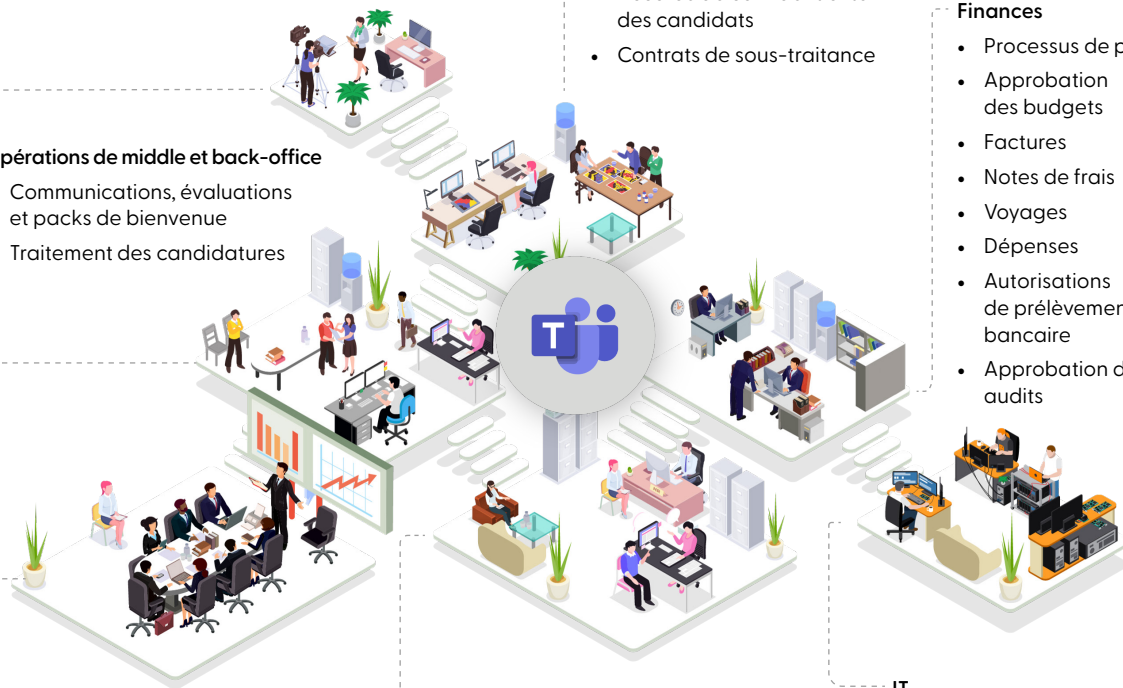 des candidats
• Contrats de sous-traitance
pérations de middle et back-office
Communications, évaluations
et packs de bienvenue
Traitement des candidatures
Finances
• Processus de p
• Approbation
des budgets
• Factures
• Notes de frais
• Voyages
• Dépenses
• Autorisations
de prélèvemen
bancaire
• Approbation d
audits
T
IT